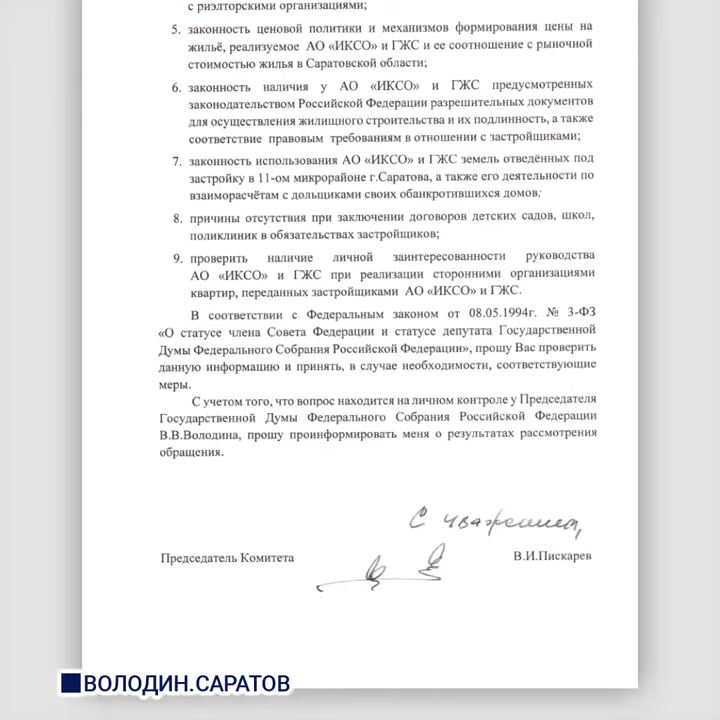 с риэлторскими организациями;
5. законность ценовой политики и механизмов формирования цены на
жильё, реализуемое АО «ИКСО» и ГЖС и ее соотношение с рыночной
стоимостью жилья в Саратовской области;
6. законность наличия у АО «ИКСО» и ГЖС предусмотренных
законодательством Российской Федерации разрешительных документов
для осуществления жилищного строительства и их подлинность, а также
соответствие правовым требованиям в отношении с застройщиками;
7. законность использования АО «ИКСО» и ГЖС земель отведённых под
застройку в 11-ом микрорайоне г.Саратова, а также его деятельности по
взаиморасчётам с дольщиками своих обанкротившихся домов;
8. причины отсутствия при заключении договоров детских садов, школ,
поликлиник в обязательствах застройщиков;
9. проверить наличие личной заинтересованности руководства
АО «ИКСО» и ГЖС при реализации сторонними организациями
квартир, переданных застройщиками АО «ИКСО» и ГЖС.
В соответствии с Федеральным законом от 08.05.1994г. № 3-ФЗ
«О статусе члена Совета Федерации и статусе депутата Государственной
Думы Федерального Собрания Российской Федерации», прошу Вас проверить
данную информацию и принять, в случае необходимости, соответствующие
меры.
С учетом того, что вопрос находится на личном контроле у Председателя
Государственной Думы Федерального Собрания Российской Федерации
В.В.Володина, прошу проинформировать меня о результатах рассмотрения
обращения.
С уважением,
Председатель Комитета
В.И.Пискарев
ВОЛОДИН.САРАТОВ